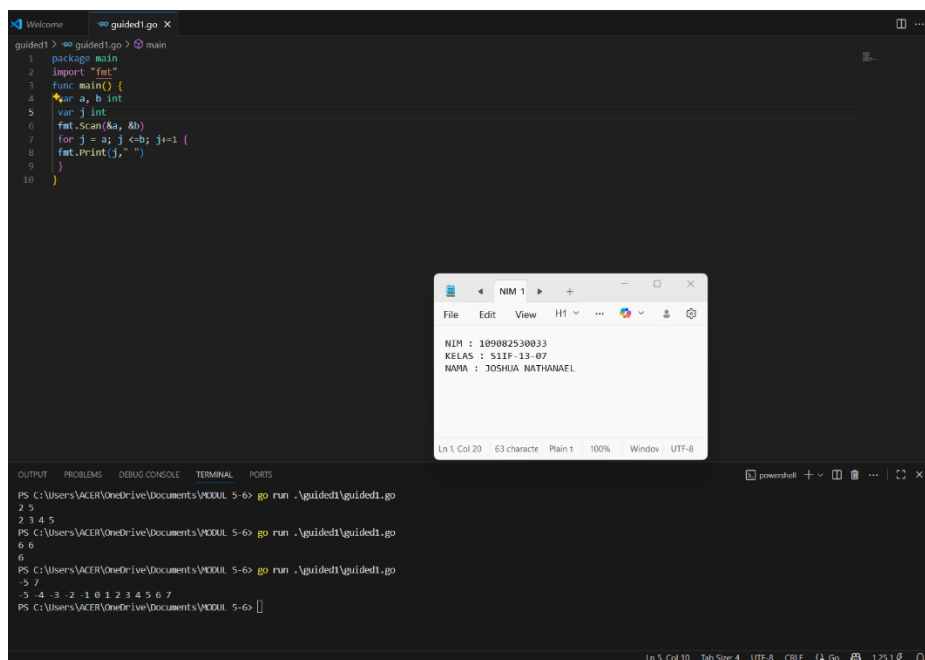 Welcome guided1.go
guided1 > guided1.go > main
1 package main
2 import "fmt"
3 func main() {
4 var a, b int
5 var j int
6 fmt.Scan(&a, &b)
7 for j = a; j <=b; j+=1 {
8 fmt.Print(j," ")
9 }
10 }
NIM 1
File Edit View H1
NIM : 109082530033
KELAS : S1IF-13-07
NAMA : JOSHUA NATHANAEL
Ln 1, Col 20 63 characte Plain t 100% Window UTF-8
OUTPUT PROBLEMS DEBUG CONSOLE TERMINAL PORTS powershell
PS C:\Users\ACER\OneDrive\Documents\MODUL 5-6> go run .\guided1\guided1.go
2 5
2 3 4 5
PS C:\Users\ACER\OneDrive\Documents\MODUL 5-6> go run .\guided1\guided1.go
6 6
6
PS C:\Users\ACER\OneDrive\Documents\MODUL 5-6> go run .\guided1\guided1.go
-5 7
-5 -4 -3 -2 -1 0 1 2 3 4 5 6 7
PS C:\Users\ACER\OneDrive\Documents\MODUL 5-6>
Ln 5, Col 10 Tab Size: 4 UTF-8 CRLF Go 1.25.1